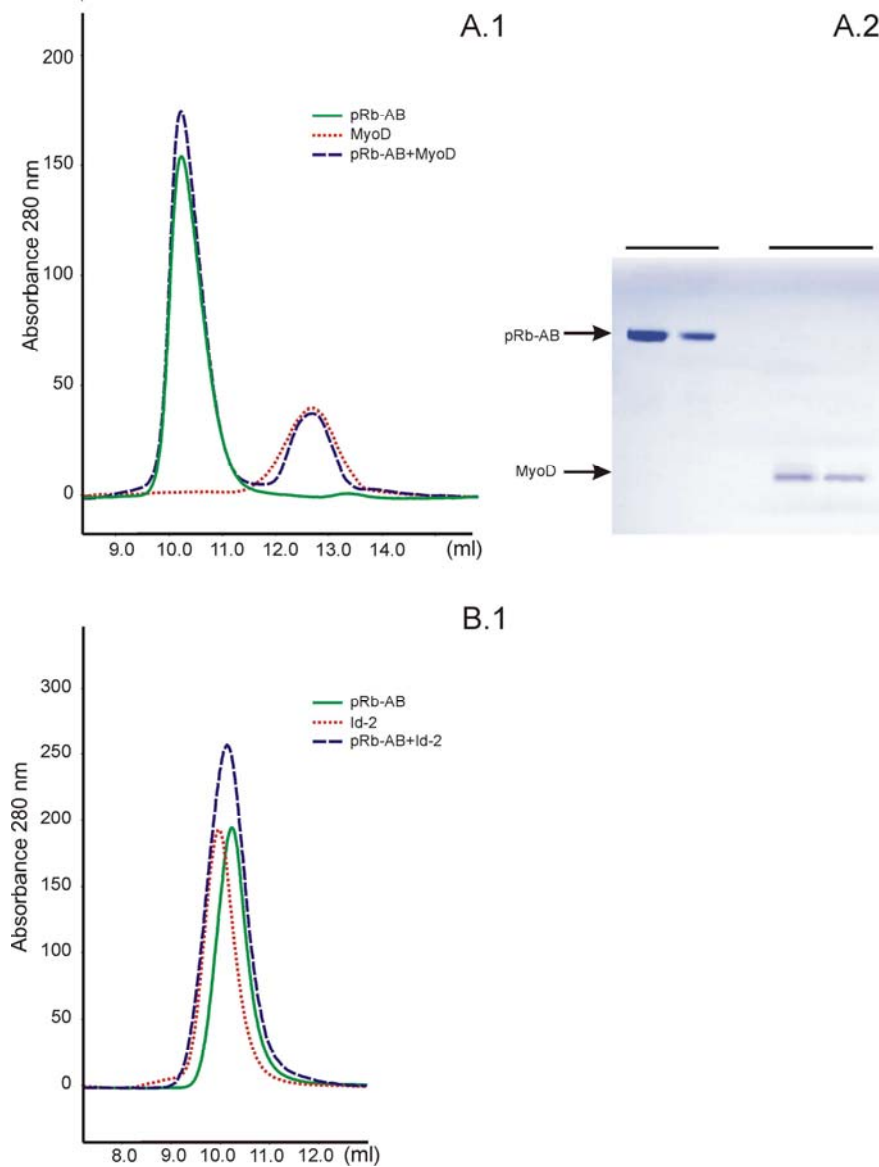 A.1
A.2
200
150
100
50
0
Absorbance 280 nm
pRb-AB
MyoD
pRb-AB+MyoD
9.0 10.0 11.0 12.0 13.0 14.0 (ml)
pRb-AB
MyoD
B.1
300
250
200
150
100
50
0
Absorbance 280 nm
pRb-AB
Id-2
pRb-AB+Id-2
8.0 9.0 10.0 11.0 12.0 (ml)